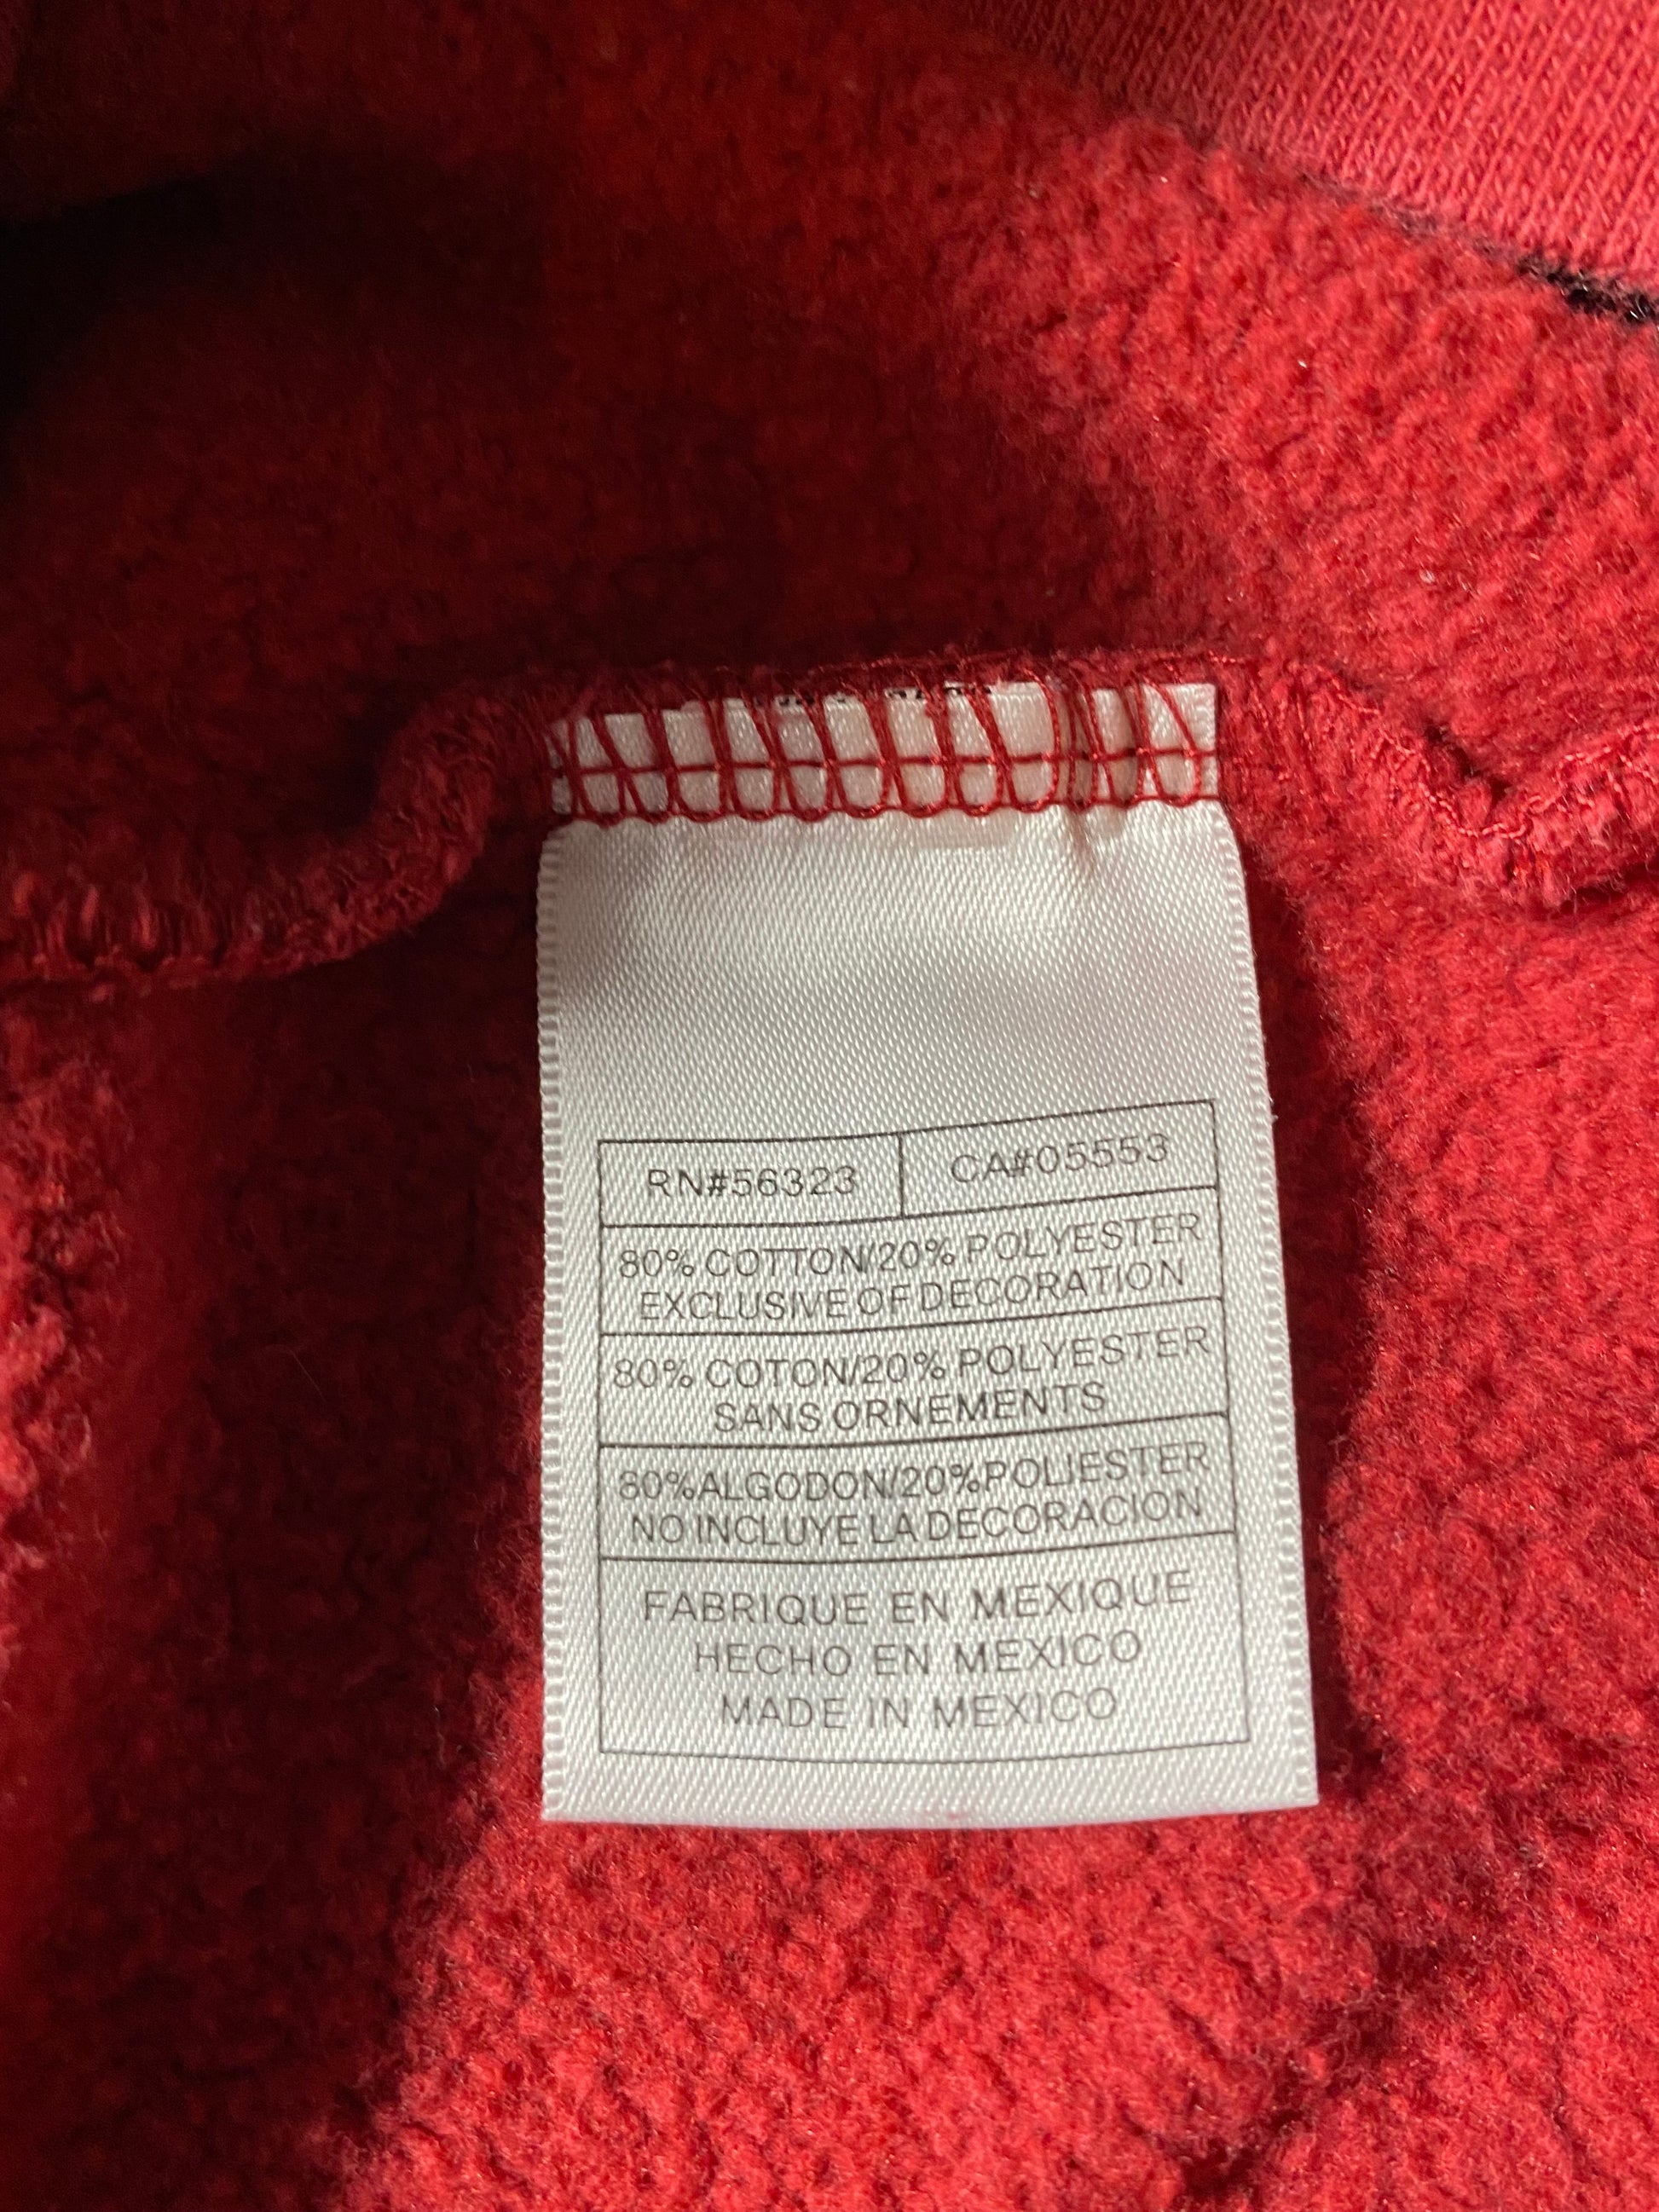 RN#56323 CA#05553
80% COTTON/20% POLYESTER
EXCLUSIVE OF DECORATION
80% COTON/20% POLYESTER
SANS ORNEMENTS
80% ALGODON/20% POLIESTER
NO INCLUYE LA DECORACION
FABRIQUE EN MEXIQUE
HECHO EN MEXICO
MADE IN MEXICO